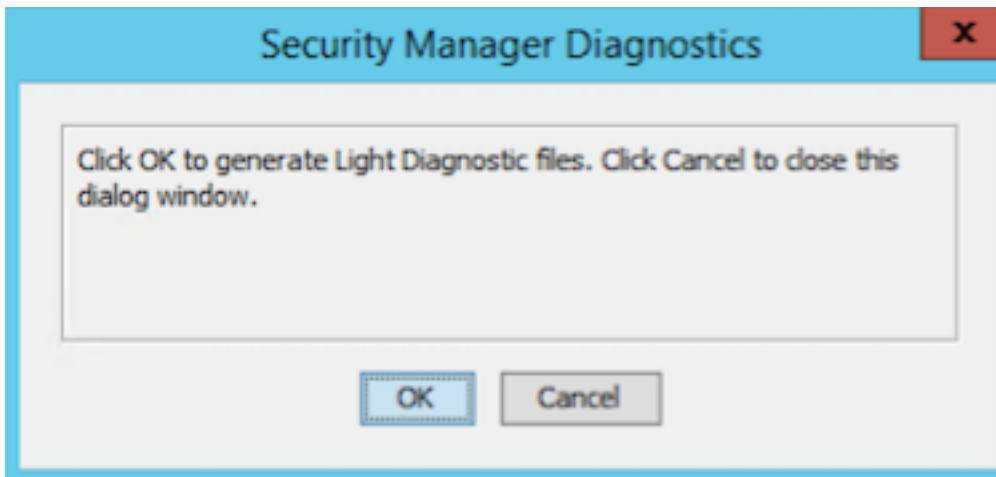 Security Manager Diagnostics
x
Click OK to generate Light Diagnostic files. Click Cancel to close this
dialog window.
OK
Cancel